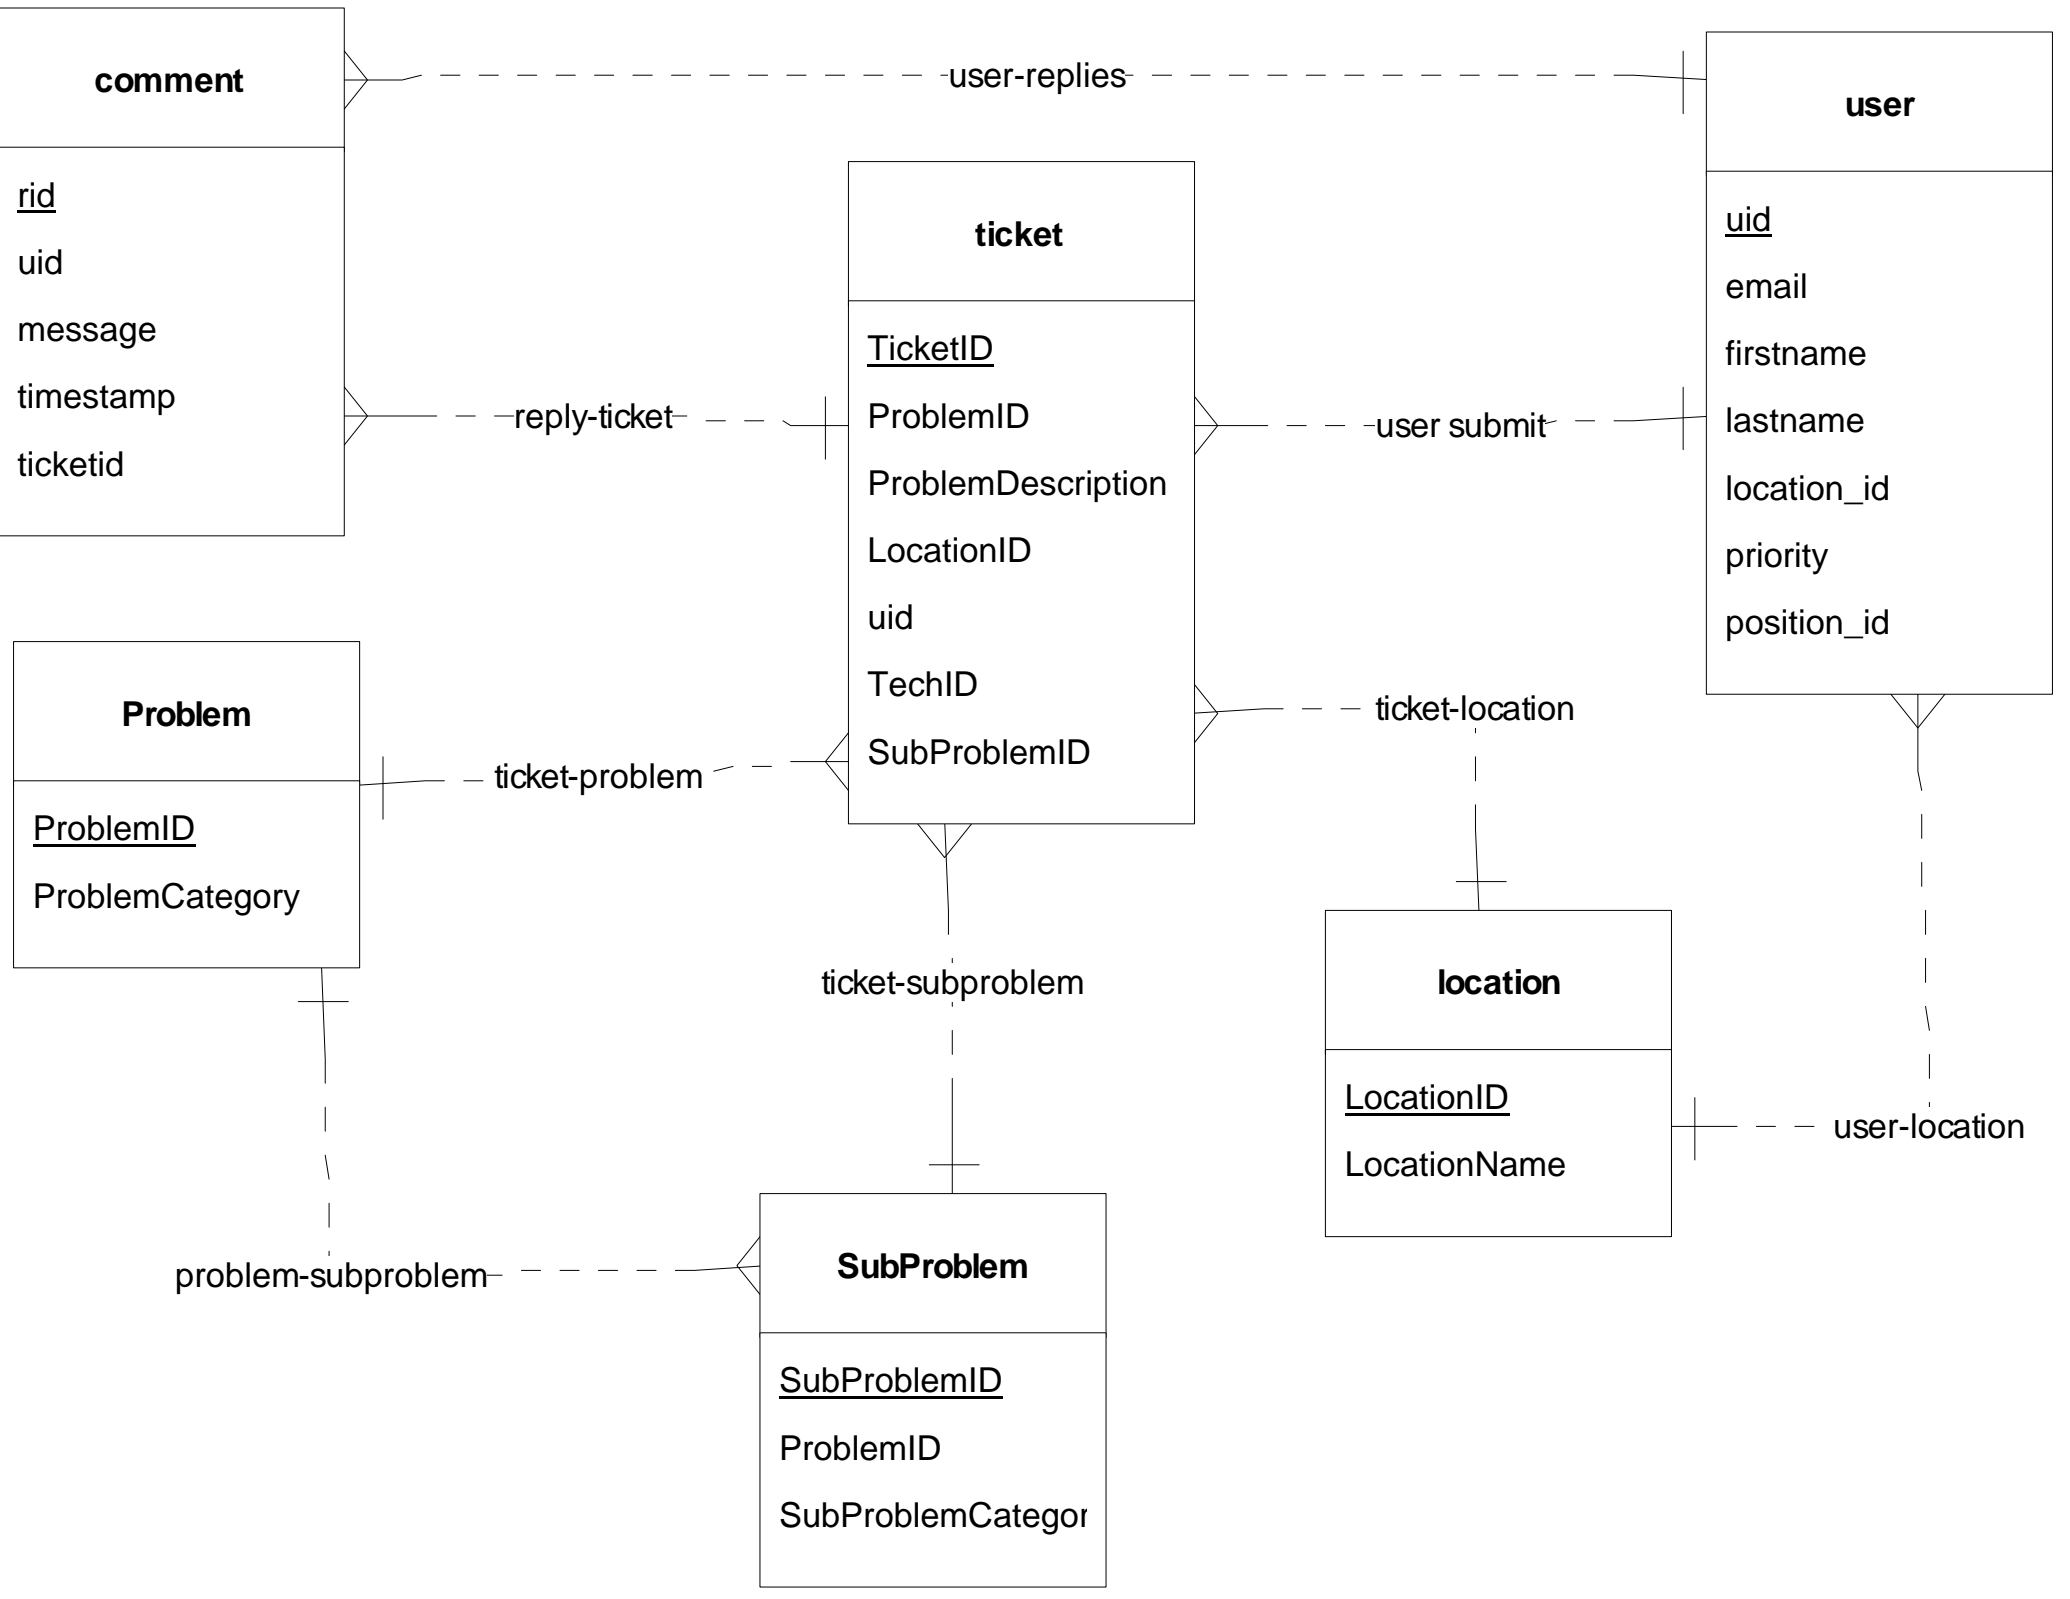 comment
rid
uid
message
timestamp
ticketid
user-replies
user
uid
email
firstname
lastname
location_id
priority
position_id
ticket
TicketID
ProblemID
ProblemDescription
LocationID
uid
TechID
SubProblemID
reply-ticket
user submit
ticket-location
Problem
ProblemID
ProblemCategory
ticket-problem
ticket-subproblem
location
LocationID
LocationName
user-location
problem-subproblem
SubProblem
SubProblemID
ProblemID
SubProblemCategor